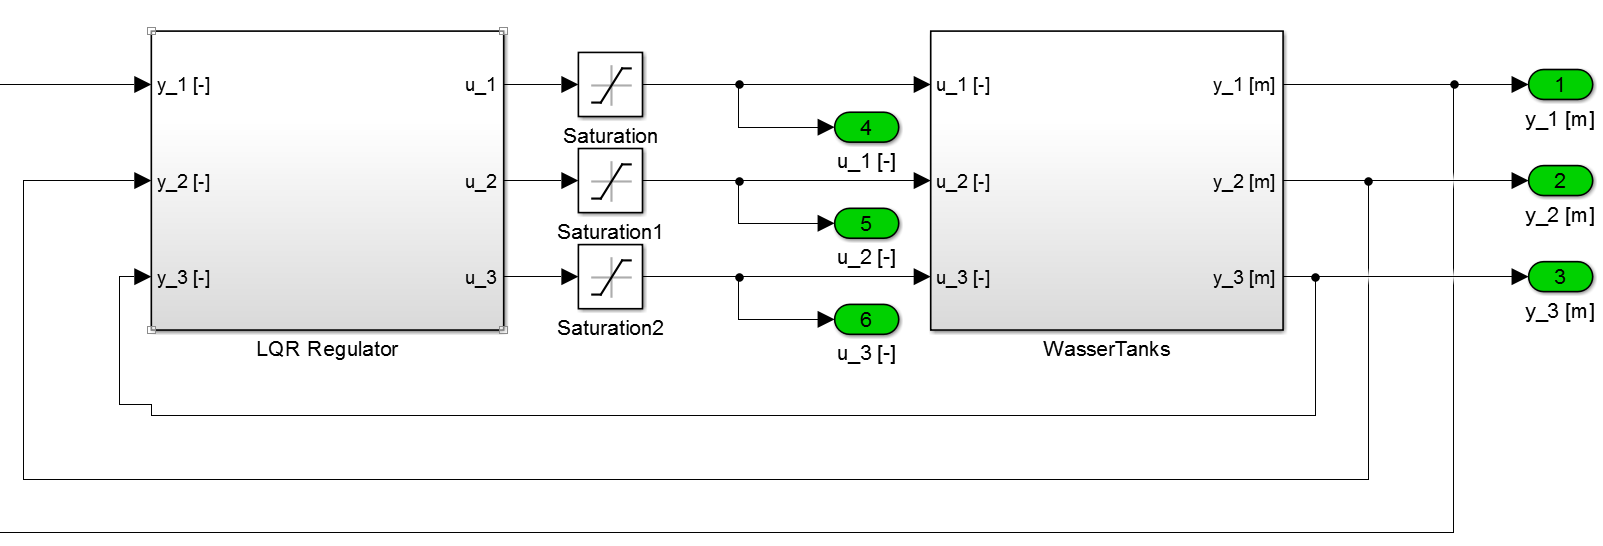 y_1 [-]
u_1
Saturation
u_1 [-]
y_1 [m]
1
y_1 [m]
4
u_1 [-]
y_2 [-]
u_2
Saturation1
u_2 [-]
y_2 [m]
2
y_2 [m]
5
u_2 [-]
y_3 [-]
u_3
Saturation2
u_3 [-]
y_3 [m]
3
y_3 [m]
6
u_3 [-]
LQR Regulator
WasserTanks